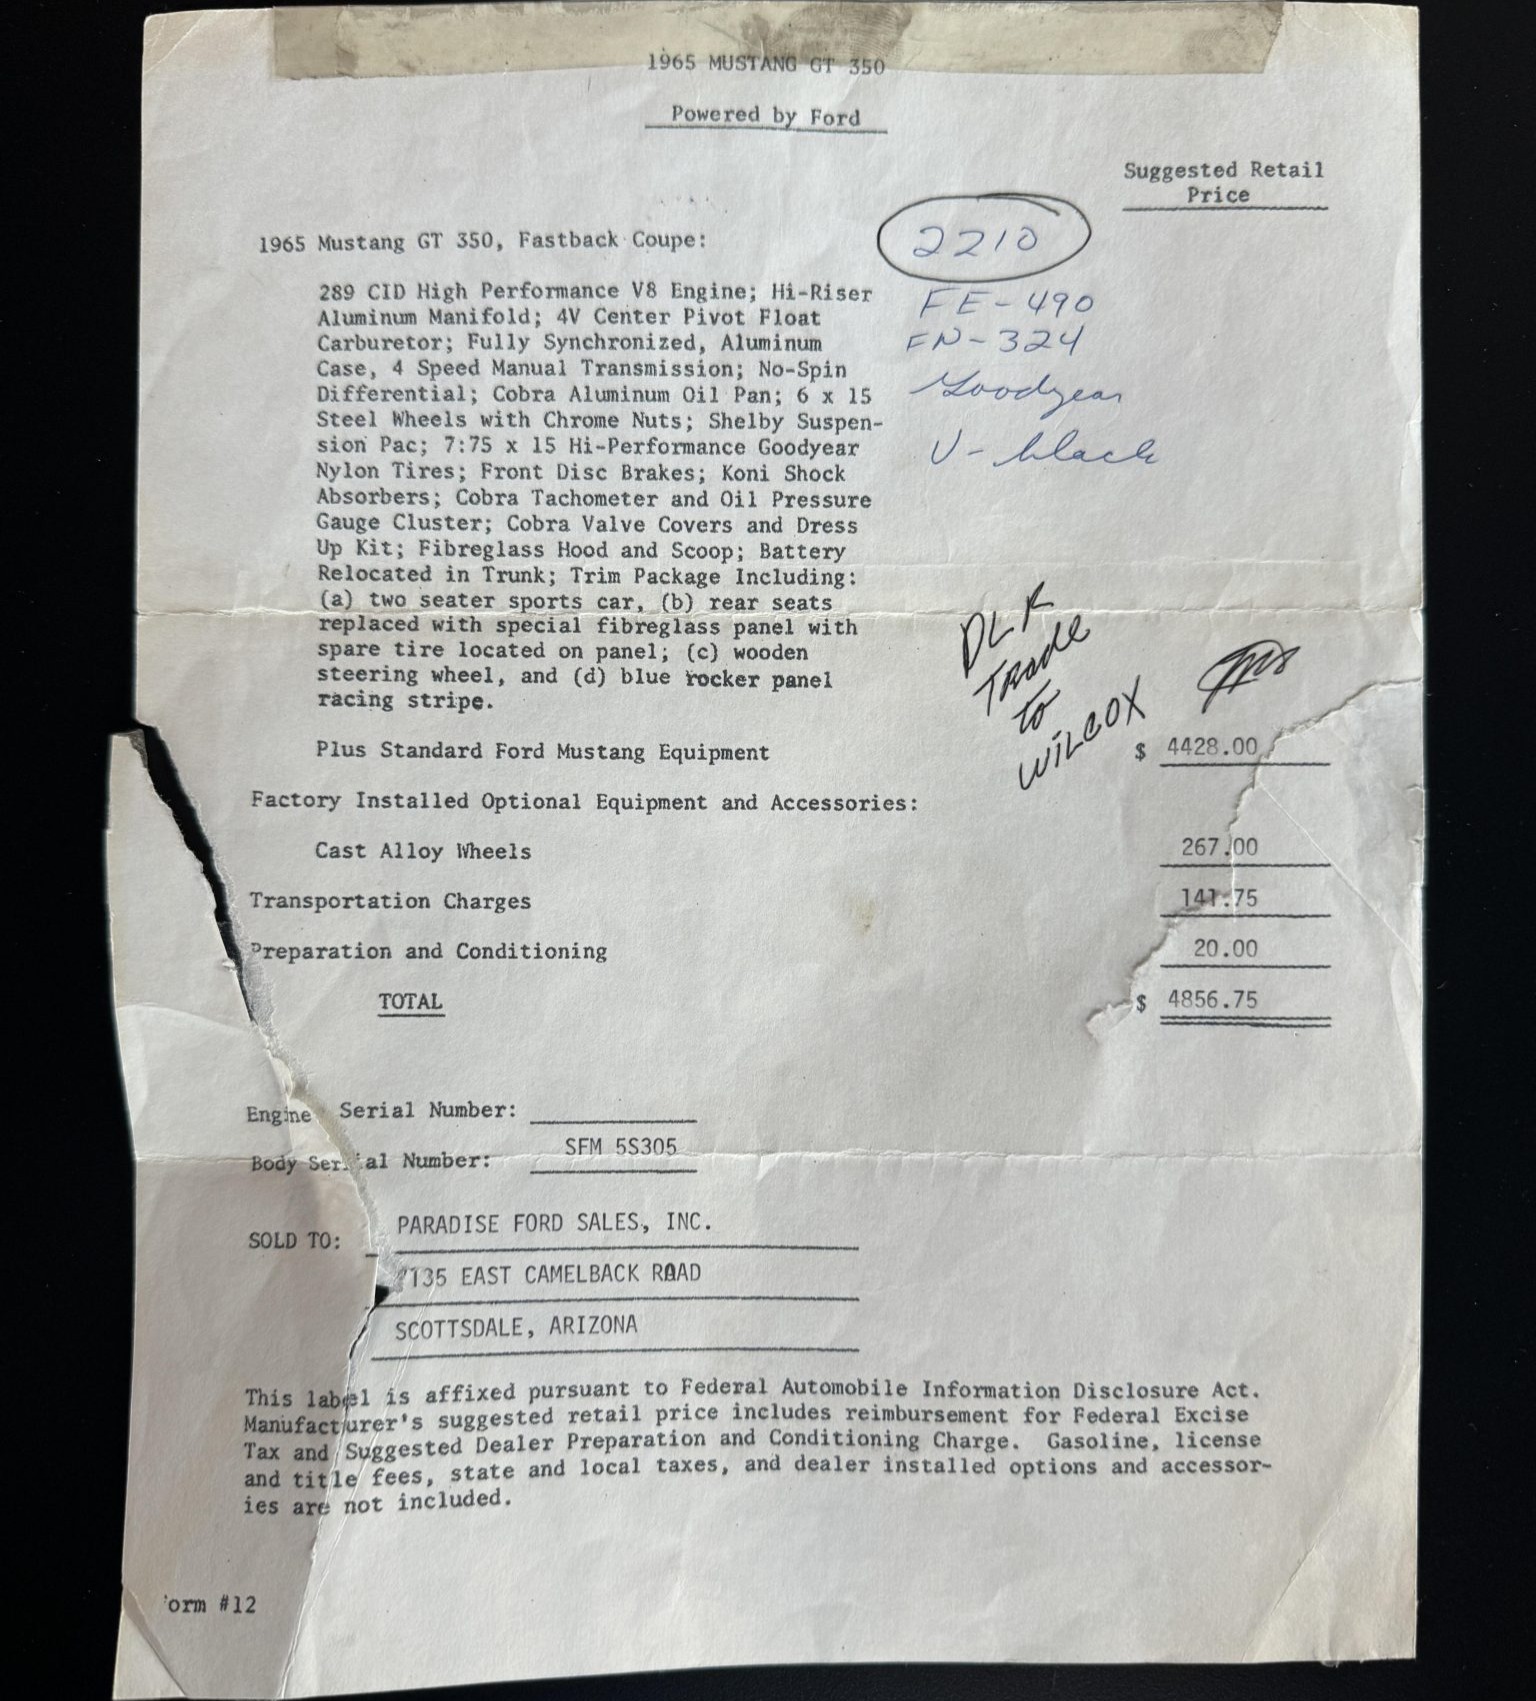 1965 MUSTANG GT 350
Powered by Ford
Suggested Retail
Price
1965 Mustang GT 350, Fastback Coupe:
2210
289 CID High Performance V8 Engine; Hi-Riser
Aluminum Manifold; 4V Center Pivot Float
Carburetor; Fully Synchronized, Aluminum
Case, 4 Speed Manual Transmission; No-Spin
Differential; Cobra Aluminum Oil Pan; 6 x 15
Steel Wheels with Chrome Nuts; Shelby Suspen-
sion Pac; 7:75 x 15 Hi-Performance Goodyear
Nylon Tires; Front Disc Brakes; Koni Shock
Absorbers; Cobra Tachometer and Oil Pressure
Gauge Cluster; Cobra Valve Covers and Dress
Up Kit; Fibreglass Hood and Scoop; Battery
Relocated in Trunk; Trim Package Including:
(a) two seater sports car, (b) rear seats
replaced with special fibreglass panel with
spare tire located on panel; (c) wooden
steering wheel, and (d) blue rocker panel
racing stripe.
FE-490
FN-324
Goodyear
V-black
DLR
Trade
to
WILCOX
Plus Standard Ford Mustang Equipment $ 4428.00
Factory Installed Optional Equipment and Accessories:
Cast Alloy Wheels 267.00
Transportation Charges 141.75
Preparation and Conditioning 20.00
TOTAL $ 4856.75
Engine Serial Number:
Body Serial Number: SFM 5S305
SOLD TO: PARADISE FORD SALES, INC.
7135 EAST CAMELBACK ROAD
SCOTTSDALE, ARIZONA
This label is affixed pursuant to Federal Automobile Information Disclosure Act.
Manufacturer's suggested retail price includes reimbursement for Federal Excise
Tax and Suggested Dealer Preparation and Conditioning Charge. Gasoline, license
and title fees, state and local taxes, and dealer installed options and accessor-
ies are not included.
orm #12